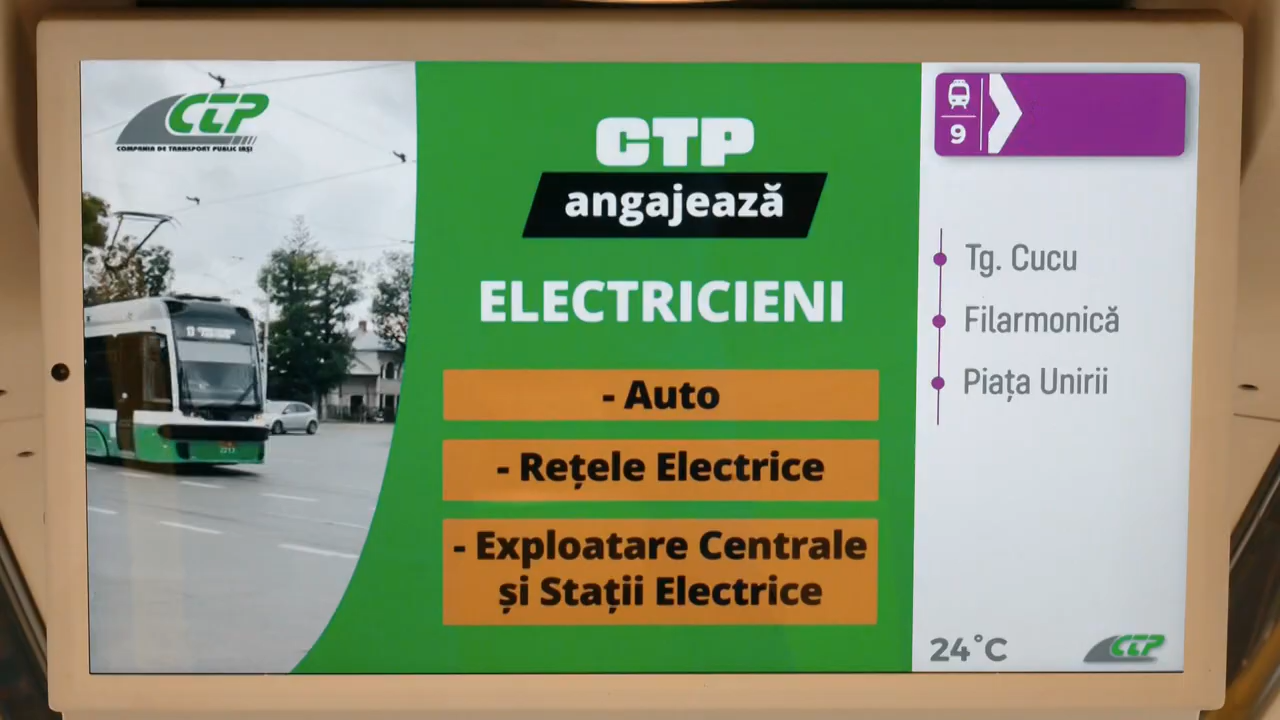 CTP
COMPANIA DE TRANSPORT PUBLIC IAȘI
CTP
angajează
ELECTRICIENI
- Auto
- Rețele Electrice
- Exploatare Centrale
și Stații Electrice
9
Tg. Cucu
Filarmonică
Piața Unirii
24°C
CTP